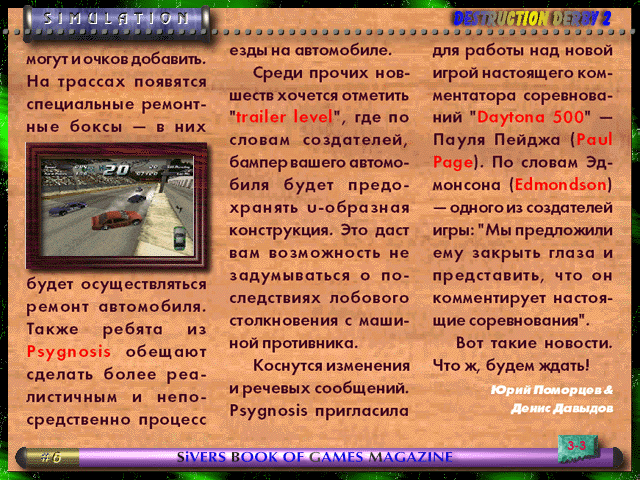 SIMULATION
DESTRUCTION DERBY 2
могут и очков добавить.
На трассах появятся
специальные ремонт-
ные боксы — в них
20
будет осуществляться
ремонт автомобиля.
Также ребята из
Psygnosis обещают
сделать более реа-
листичным и непо-
средственно процесс
езды на автомобиле.
Среди прочих нов-
шеств хочется отметить
"trailer level", где по
словам создателей,
бампер вашего автомо-
биля будет предо-
хранять u-образная
конструкция. Это даст
вам возможность не
задумываться о по-
следствиях лобового
столкновения с маши-
ной противника.
Коснутся изменения
и речевых сообщений.
Psygnosis пригласила
для работы над новой
игрой настоящего ком-
ментатора соревнова-
ний "Daytona 500" —
Пауля Пейджа (Paul
Page). По словам Эд-
монсона (Edmondson)
— одного из создателей
игры: "Мы предложили
ему закрыть глаза и
представить, что он
комментирует настоя-
щие соревнования".
Вот такие новости.
Что ж, будем ждать!
Юрий Поморцев &
Денис Давыдов
3-3
#6
SiVERS BOOK OF GAMES MAGAZINE